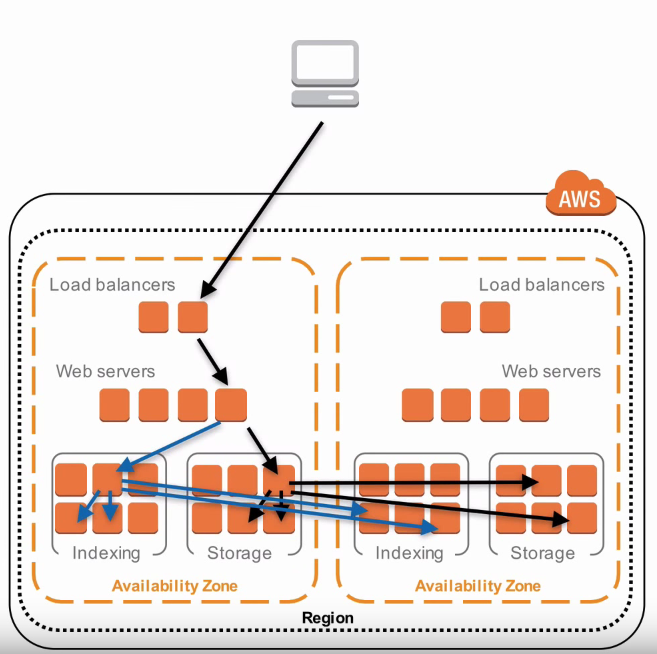 AWS
Load balancers
Load balancers
Web servers
Web servers
Indexing
Storage
Indexing
Storage
Availability Zone
Availability Zone
Region